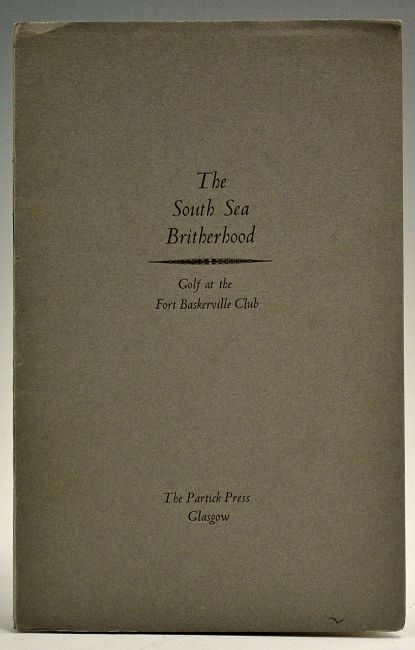 The
South Sea
Britherhood
Golf at the
Fort Baskerville Club
The Partick Press
Glasgow